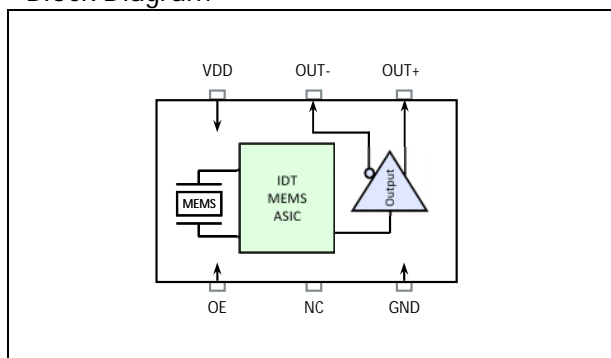 Block Diagram
VDD OUT- OUT+
IDT
MEMS
ASIC
MEMS
Output
OE NC GND